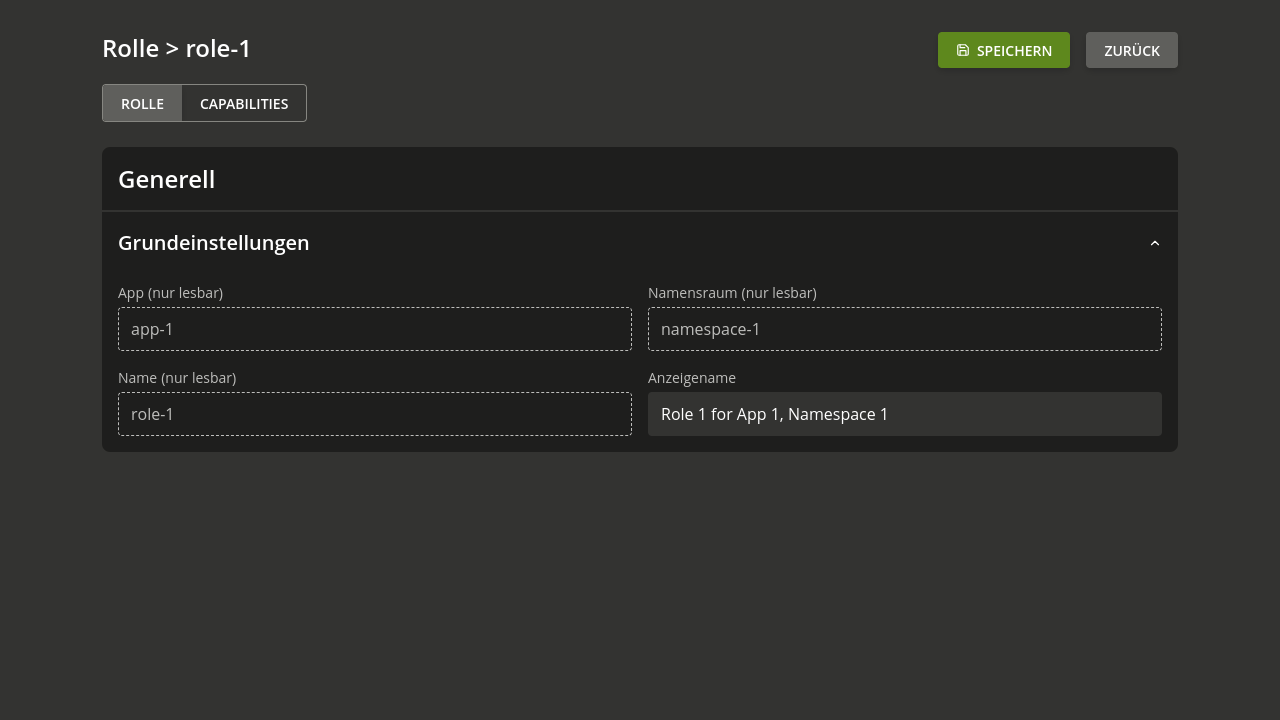 Rolle > role-1
SPEICHERN
ZURÜCK
ROLLE
CAPABILITIES
Generell
Grundeinstellungen
App (nur lesbar)
Namensraum (nur lesbar)
app-1
namespace-1
Name (nur lesbar)
Anzeigename
role-1
Role 1 for App 1, Namespace 1